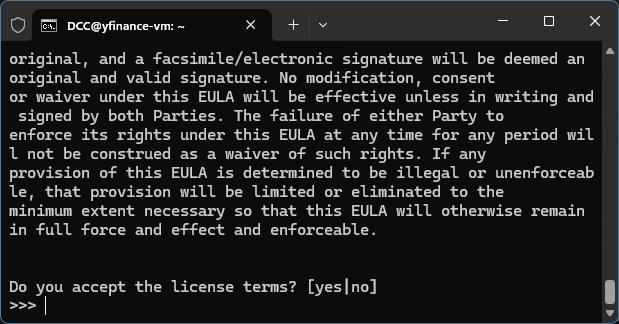 DCC@yfinance-vm: ~
original, and a facsimile/electronic signature will be deemed an
original and valid signature. No modification, consent
or waiver under this EULA will be effective unless in writing and
signed by both Parties. The failure of either Party to
enforce its rights under this EULA at any time for any period wil
l not be construed as a waiver of such rights. If any
provision of this EULA is determined to be illegal or unenforceab
le, that provision will be limited or eliminated to the
minimum extent necessary so that this EULA will otherwise remain
in full force and effect and enforceable.
Do you accept the license terms? [yes|no]
>>>